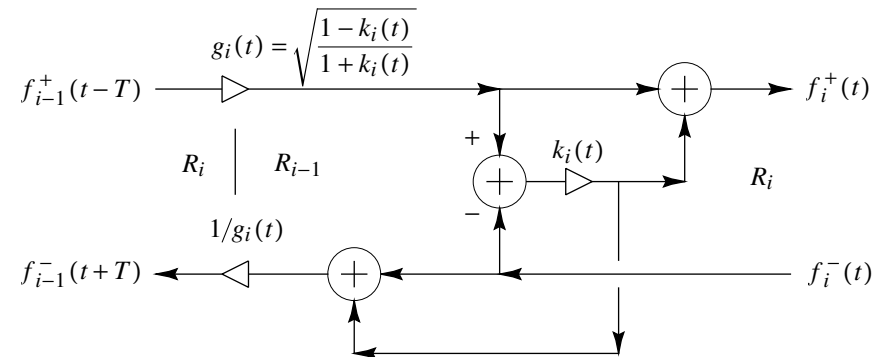 g_i(t) = √((1 − k_i(t))/(1 + k_i(t)))
f_{i−1}^+(t−T)
+
f_i^+(t)
+
k_i(t)
R_i
R_{i−1}
+
R_i
−
1/g_i(t)
f_{i−1}^−(t+T)
+
f_i^−(t)